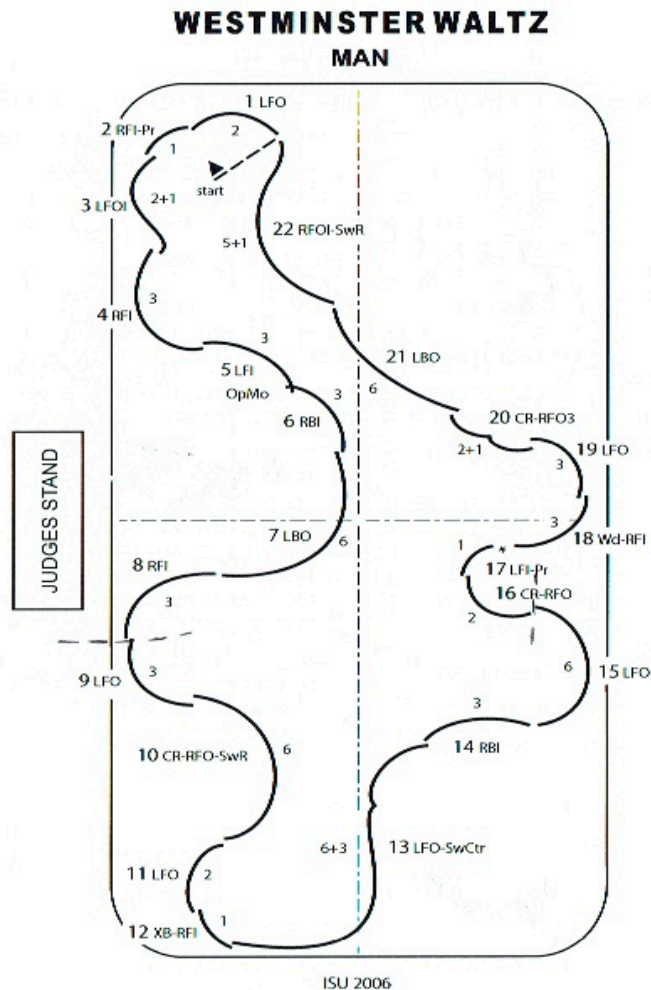 WESTMINSTER WALTZ
MAN
1 LFO
2 RFI-Pr
2
1
start
3 LFOI
2+1
5+1
22 RFOI-SwR
4 RFI
3
3
5 LFI
OpMo
21 LBO
6 RBI
3
6
20 CR-RFO3
2+1
19 LFO
3
JUDGES STAND
7 LBO
6
3
18 Wd-RFI
8 RFI
3
1
17 LFI-Pr
16 CR-RFO
2
9 LFO
3
6
15 LFO
3
14 RBI
10 CR-RFO-SwR
6
6+3
13 LFO-SwCtr
11 LFO
2
12 XB-RFI
1
ISU 2006